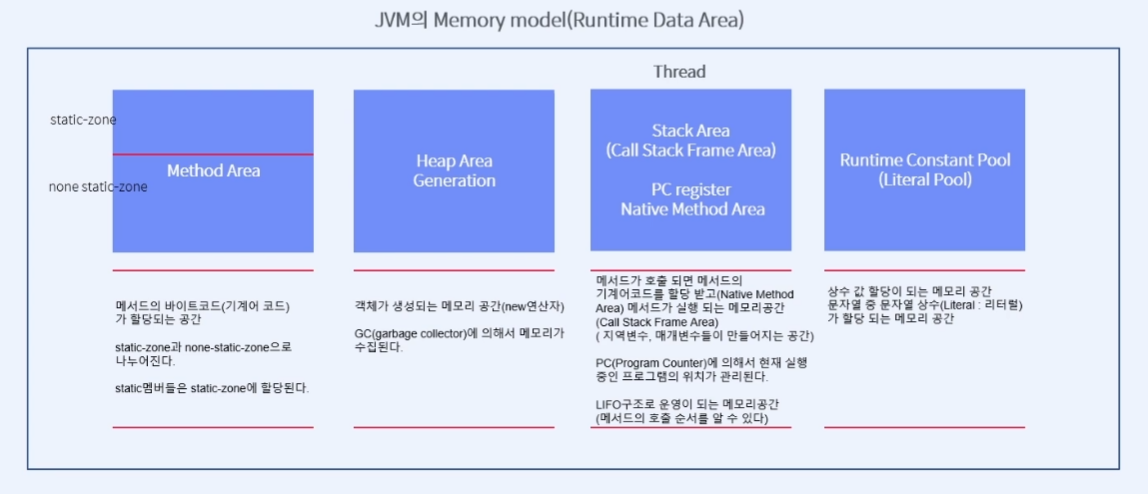 JVM의 Memory model(Runtime Data Area)
Thread
static-zone
none static-zone
Method Area
Heap Area
Generation
Stack Area
(Call Stack Frame Area)
PC register
Native Method Area
Runtime Constant Pool
(Literal Pool)
메서드의 바이트코드(기계어 코드)
가 할당되는 공간
static-zone과 none-static-zone으로
나누어진다.
static멤버들은 static-zone에 할당된다.
객체가 생성되는 메모리 공간(new연산자)
GC(garbage collector)에 의해서 메모리가
수집된다.
메서드가 호출 되면 메서드의
기계어코드를 할당 받고(Native Method
Area) 메서드가 실행 되는 메모리공간
(Call Stack Frame Area)
( 지역변수, 매개변수들이 만들어지는 공간)
PC(Program Counter)에 의해서 현재 실행
중인 프로그램의 위치가 관리된다.
LIFO구조로 운영이 되는 메모리공간
(메서드의 호출 순서를 알 수 있다)
상수 값 할당이 되는 메모리 공간
문자열 중 문자열 상수(Literal : 리터럴)
가 할당 되는 메모리 공간